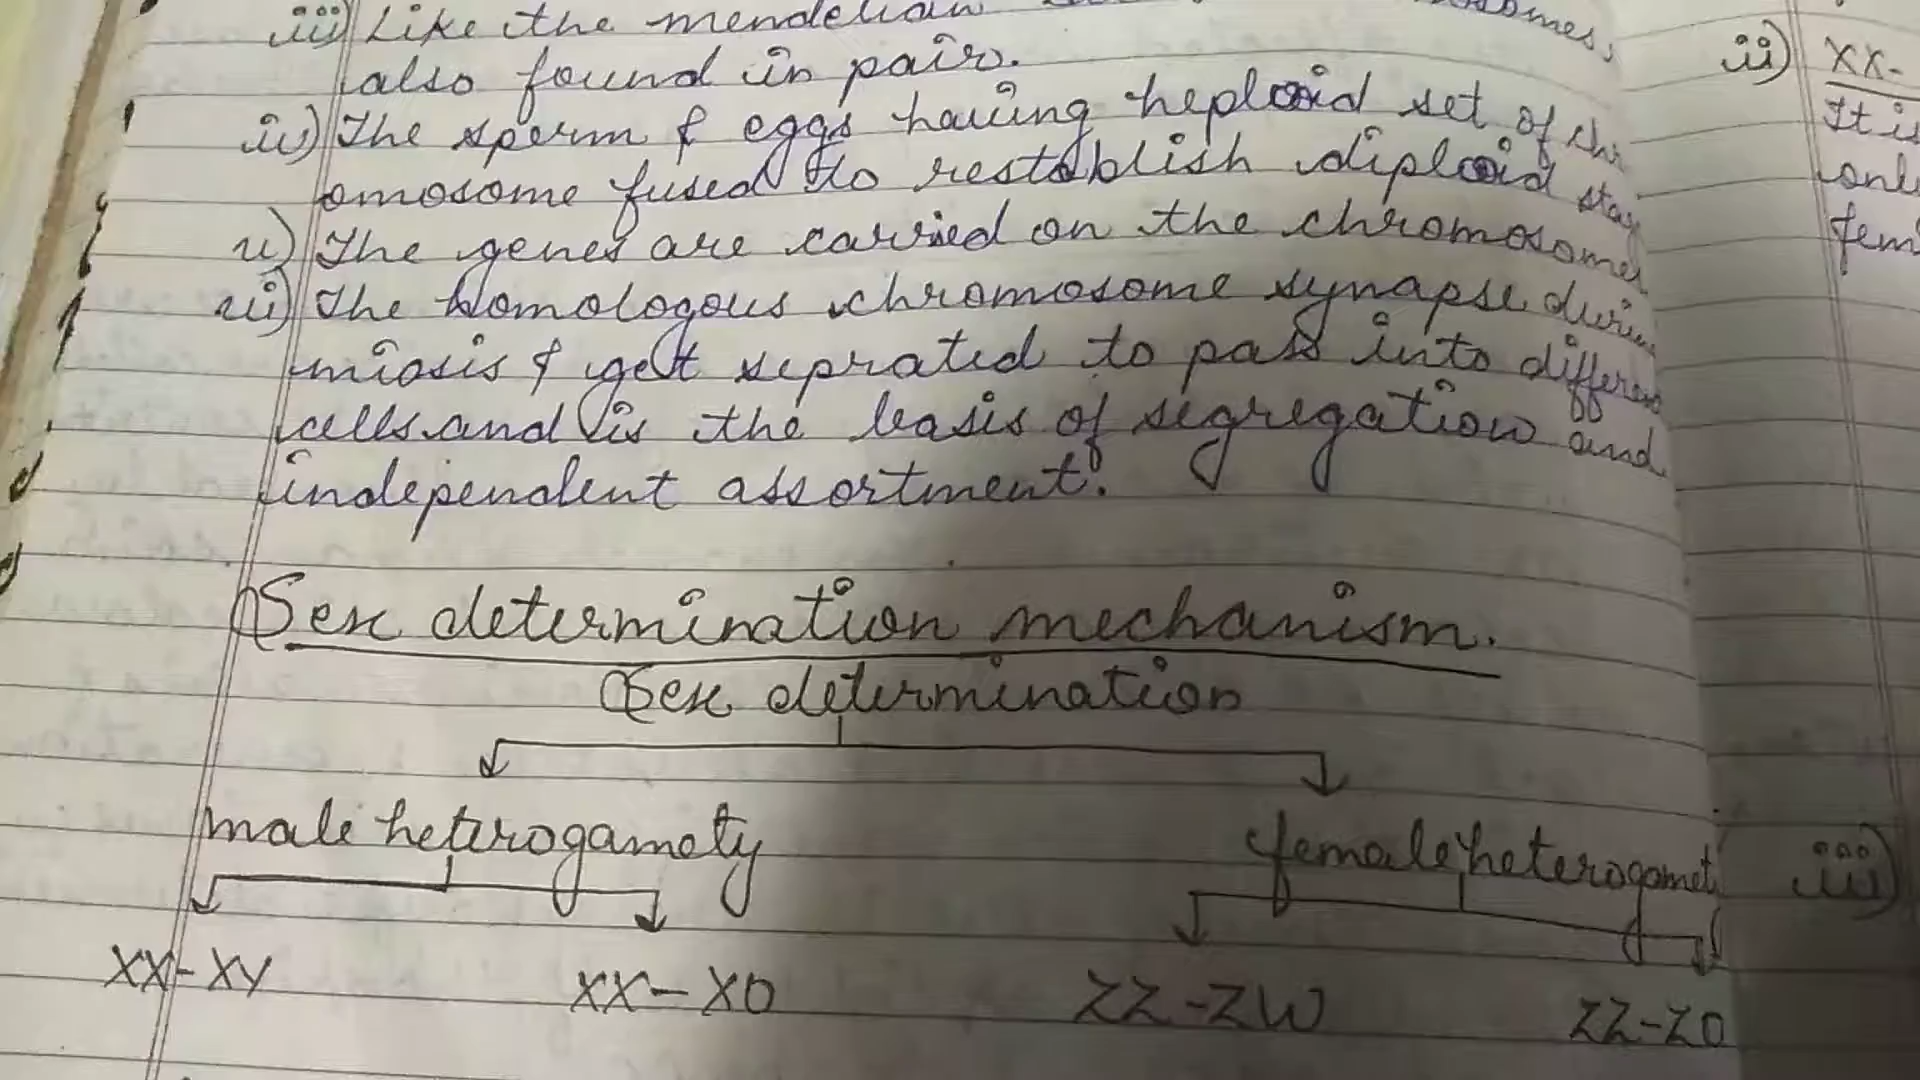 iii) Like the mendelian
also found in pair.
iv) The sperm & eggs having heploid set of chr
omosome fused to restablish diploid stag
v) The genes are carried on the chromosomes
vi) The homologous chromosome synapse during
miosis & get seprated to pass into different
cells and is the basis of segregation and
independent assortment.
Sex determination mechanism.
Sex determination
male heterogamety
female heterogamety
XX-XY
XX-XO
ZZ-ZW
ZZ-ZO
ii) XX-
It is
only
fem
iii)